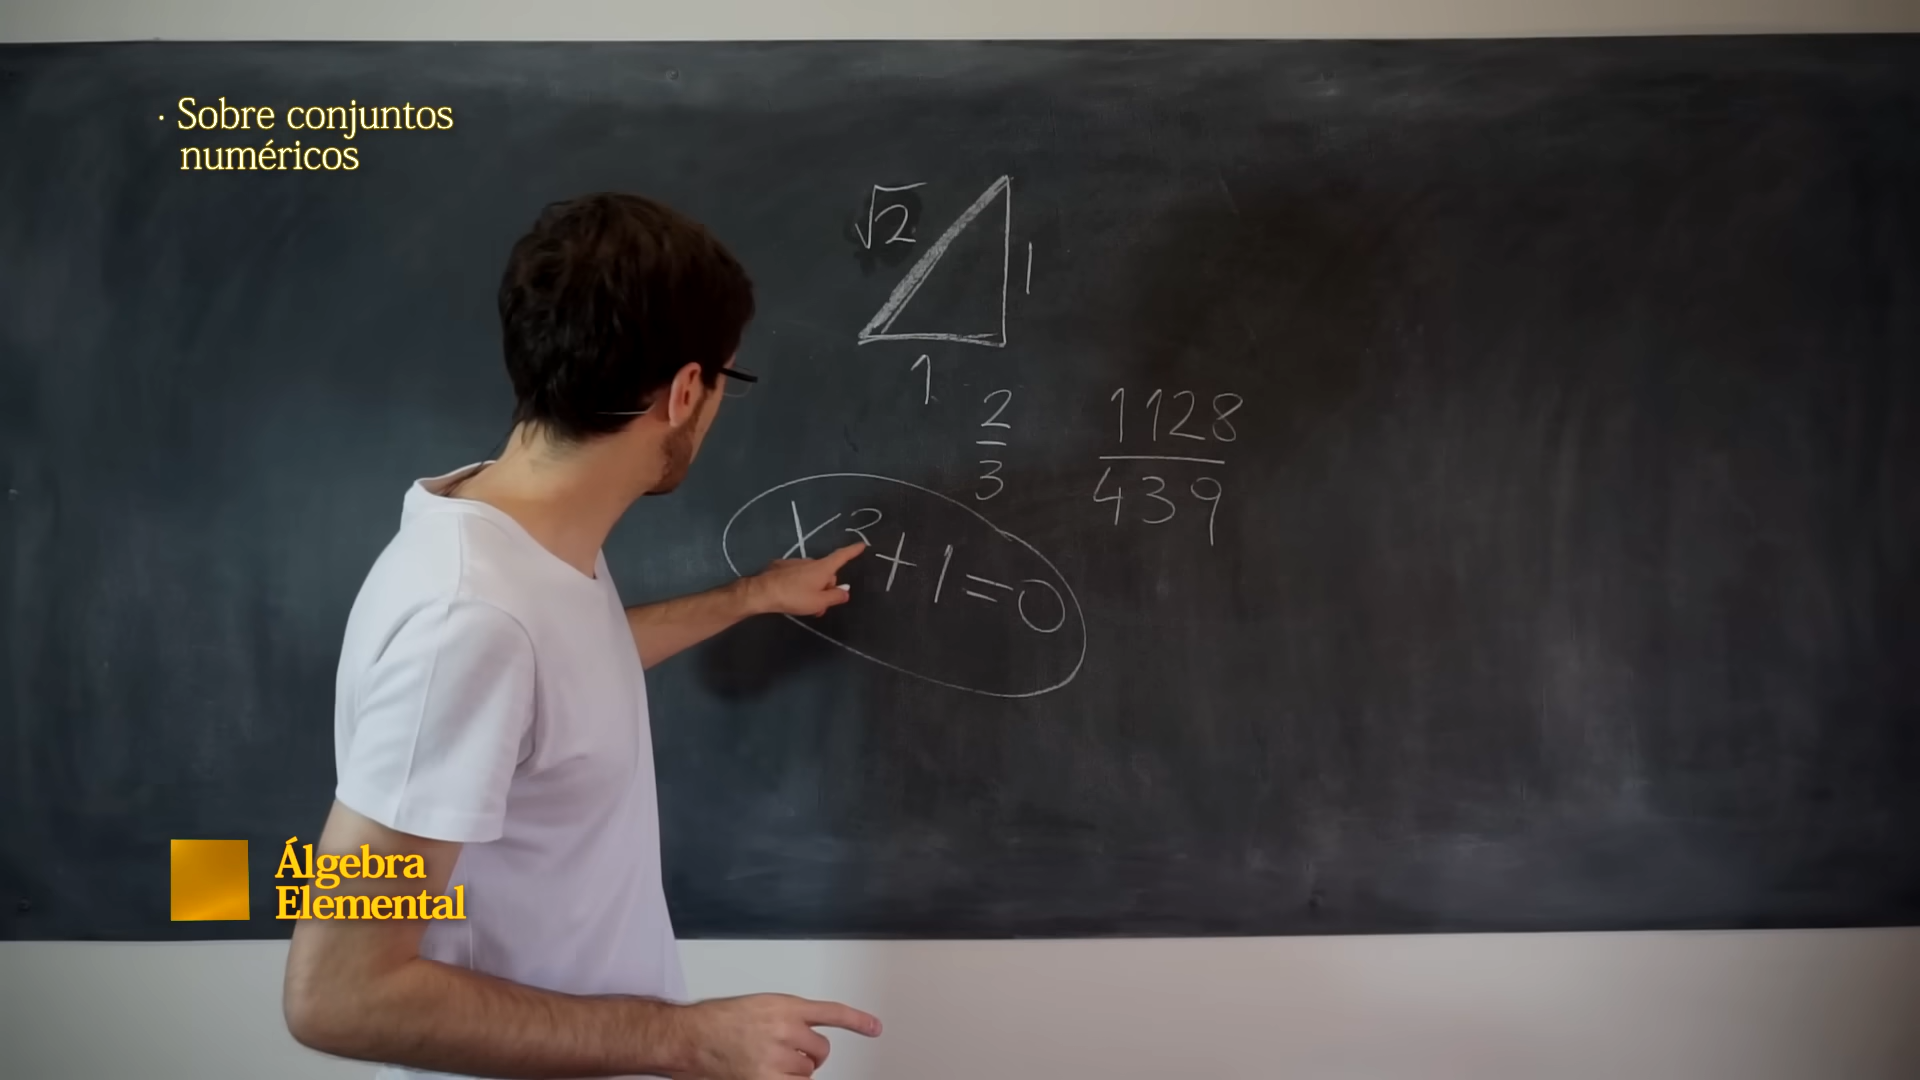 · Sobre conjuntos
numéricos
√2
1
1
2
3
1128
439
x²+1=0
Álgebra
Elemental